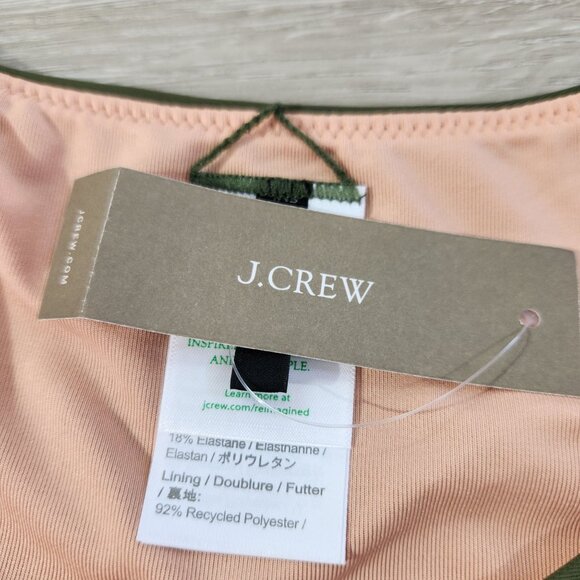 JCREW.COM
J.CREW
INSPIRE
AN PLE.
Learn more at
jcrew.com/reimagined
18% Elastane / Elasthanne /
Elastan / ポリウレタン
Lining / Doublure / Futter
/ 裏地:
92% Recycled Polyester /